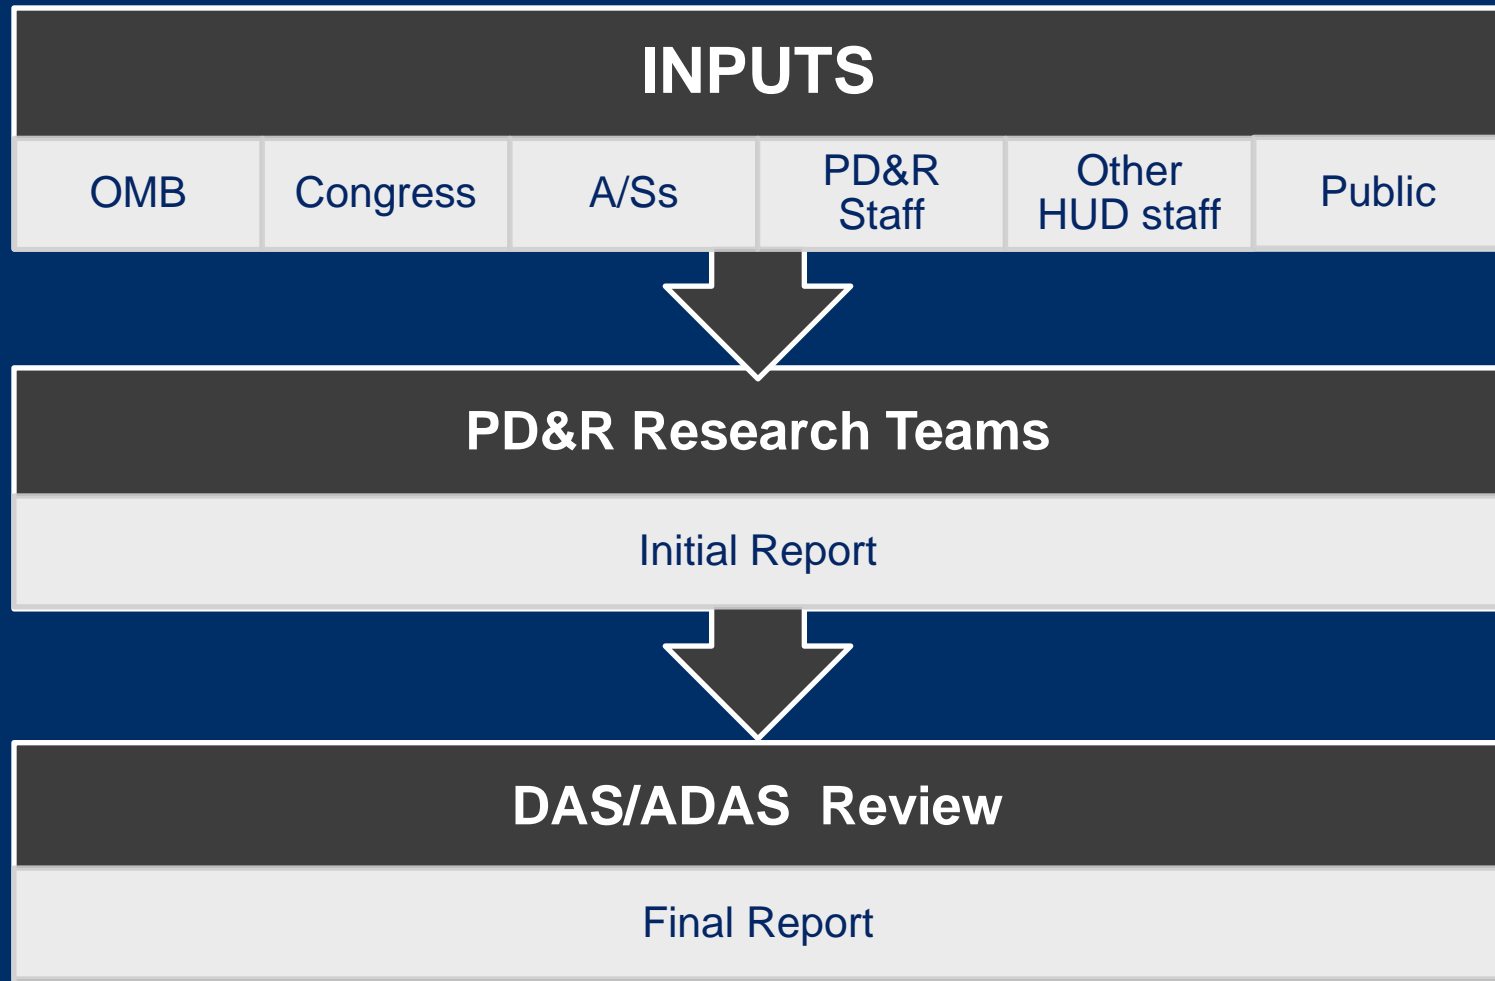 INPUTS
OMB
Congress
A/Ss
PD&R
Staff
Other
HUD staff
Public
PD&R Research Teams
Initial Report
DAS/ADAS  Review
Final Report